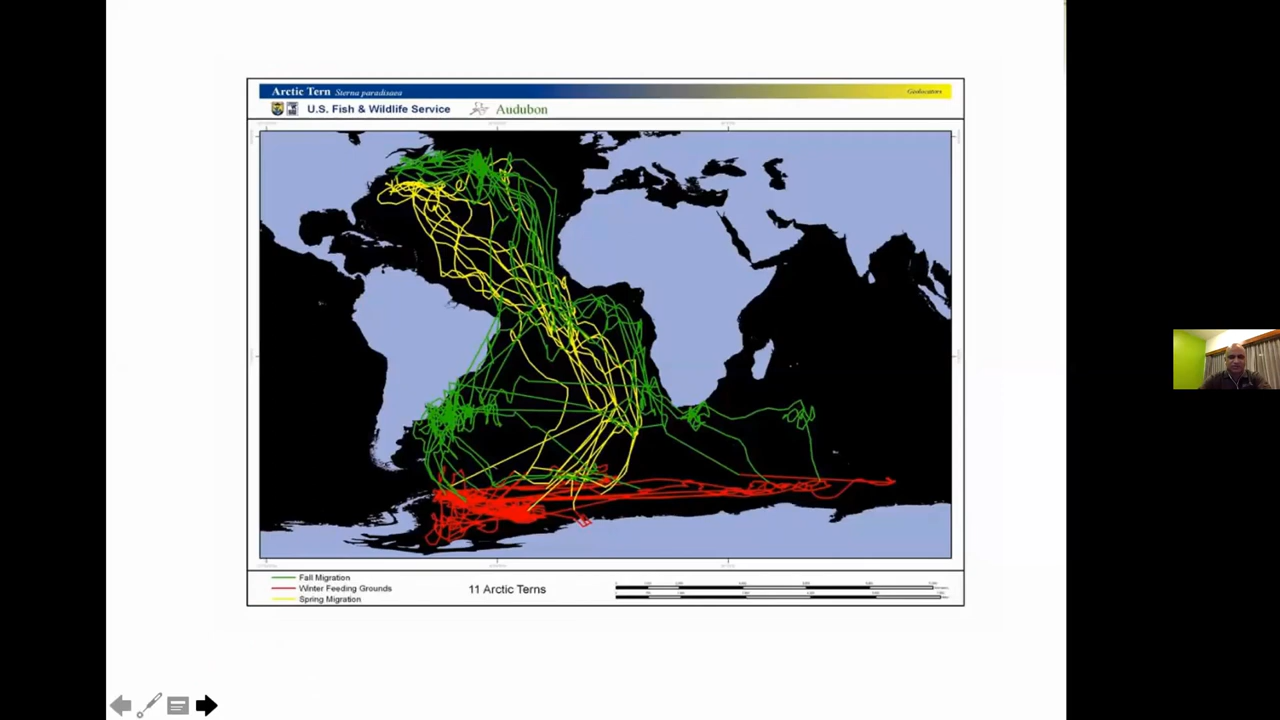 Arctic Tern Sterna paradisaea
Geolocators
U.S. Fish & Wildlife Service Audubon
Fall Migration
Winter Feeding Grounds
Spring Migration
11 Arctic Terns